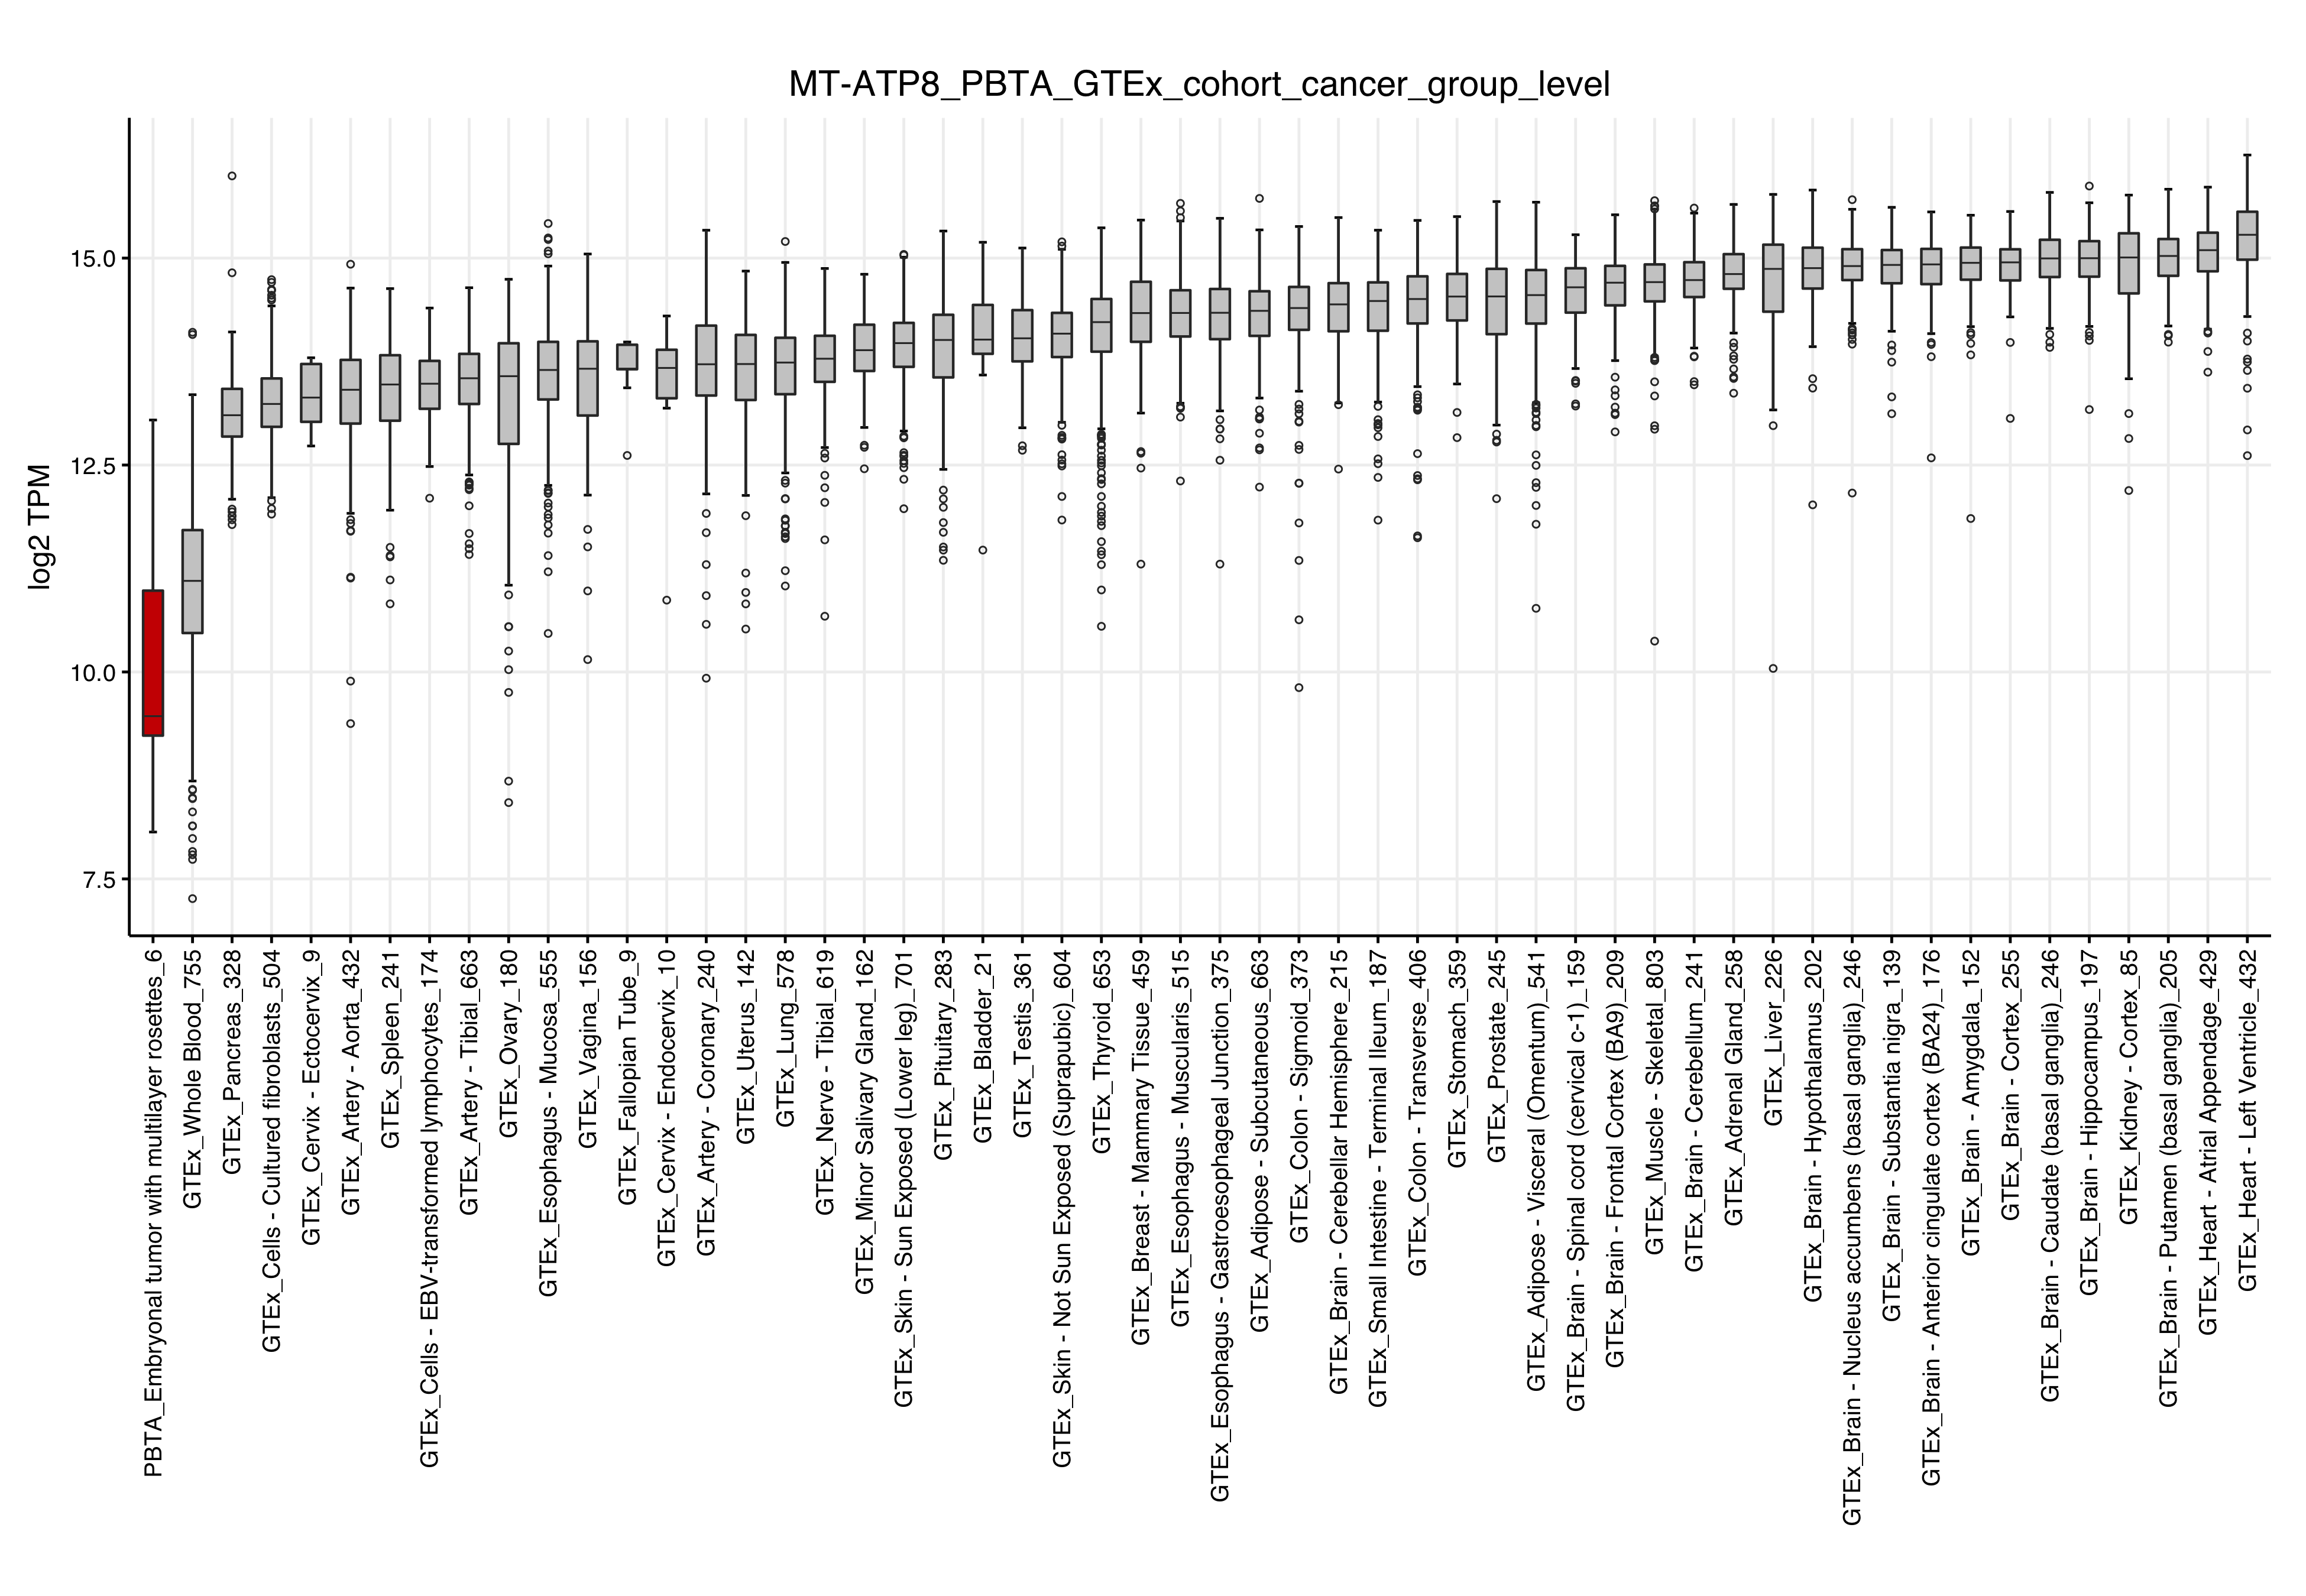 MT-ATP8_PBTA_GTEx_cohort_cancer_group_level
log2 TPM
15.0
12.5
10.0
7.5
PBTA_Embryonal tumor with multilayer rosettes_6
GTEx_Whole Blood_755
GTEx_Pancreas_328
GTEx_Cells - Cultured fibroblasts_504
GTEx_Cervix - Ectocervix_9
GTEx_Artery - Aorta_432
GTEx_Spleen_241
GTEx_Cells - EBV-transformed lymphocytes_174
GTEx_Artery - Tibial_663
GTEx_Ovary_180
GTEx_Esophagus - Mucosa_555
GTEx_Vagina_156
GTEx_Fallopian Tube_9
GTEx_Cervix - Endocervix_10
GTEx_Artery - Coronary_240
GTEx_Uterus_142
GTEx_Lung_578
GTEx_Nerve - Tibial_619
GTEx_Minor Salivary Gland_162
GTEx_Skin - Sun Exposed (Lower leg)_701
GTEx_Pituitary_283
GTEx_Bladder_21
GTEx_Testis_361
GTEx_Skin - Not Sun Exposed (Suprapubic)_604
GTEx_Thyroid_653
GTEx_Breast - Mammary Tissue_459
GTEx_Esophagus - Muscularis_515
GTEx_Esophagus - Gastroesophageal Junction_375
GTEx_Adipose - Subcutaneous_663
GTEx_Colon - Sigmoid_373
GTEx_Brain - Cerebellar Hemisphere_215
GTEx_Small Intestine - Terminal Ileum_187
GTEx_Colon - Transverse_406
GTEx_Stomach_359
GTEx_Prostate_245
GTEx_Adipose - Visceral (Omentum)_541
GTEx_Brain - Spinal cord (cervical c-1)_159
GTEx_Brain - Frontal Cortex (BA9)_209
GTEx_Muscle - Skeletal_803
GTEx_Brain - Cerebellum_241
GTEx_Adrenal Gland_258
GTEx_Liver_226
GTEx_Brain - Hypothalamus_202
GTEx_Brain - Nucleus accumbens (basal ganglia)_246
GTEx_Brain - Substantia nigra_139
GTEx_Brain - Anterior cingulate cortex (BA24)_176
GTEx_Brain - Amygdala_152
GTEx_Brain - Cortex_255
GTEx_Brain - Caudate (basal ganglia)_246
GTEx_Brain - Hippocampus_197
GTEx_Kidney - Cortex_85
GTEx_Brain - Putamen (basal ganglia)_205
GTEx_Heart - Atrial Appendage_429
GTEx_Heart - Left Ventricle_432